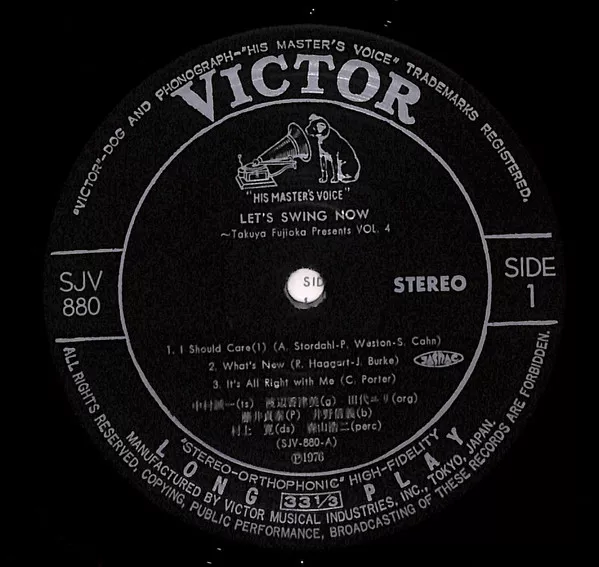 "VICTOR"-DOG AND PHONOGRAPH-"HIS MASTER'S VOICE" TRADEMARKS REGISTERED.
VICTOR
"HIS MASTER'S VOICE"
LET'S SWING NOW
~Takuya Fujioka Presents VOL. 4
SJV
880
STEREO
SIDE
1
1. I Should Care(1) (A. Stordahl-P. Weston-S. Cahn)
2. What's New (R. Haggart-J. Burke)
3. It's All Right with Me (C. Porter)
JASRAC
中村誠一(ts) 渡辺香津美(g) 田代ユリ(org)
藤井貞泰(P) 井野信義(b)
村上 寛(ds) 森山浩二(perc)
(SJV-880-A)
Ⓟ1976
"STEREO-ORTHOPHONIC" HIGH-FIDELITY
LONG 33 1/3 PLAY
MANUFACTURED BY VICTOR MUSICAL INDUSTRIES, INC. TOKYO, JAPAN.
ALL RIGHTS RESERVED, COPYING, PUBLIC PERFORMANCE, BROADCASTING OF THESE RECORDS ARE FORBIDDEN.